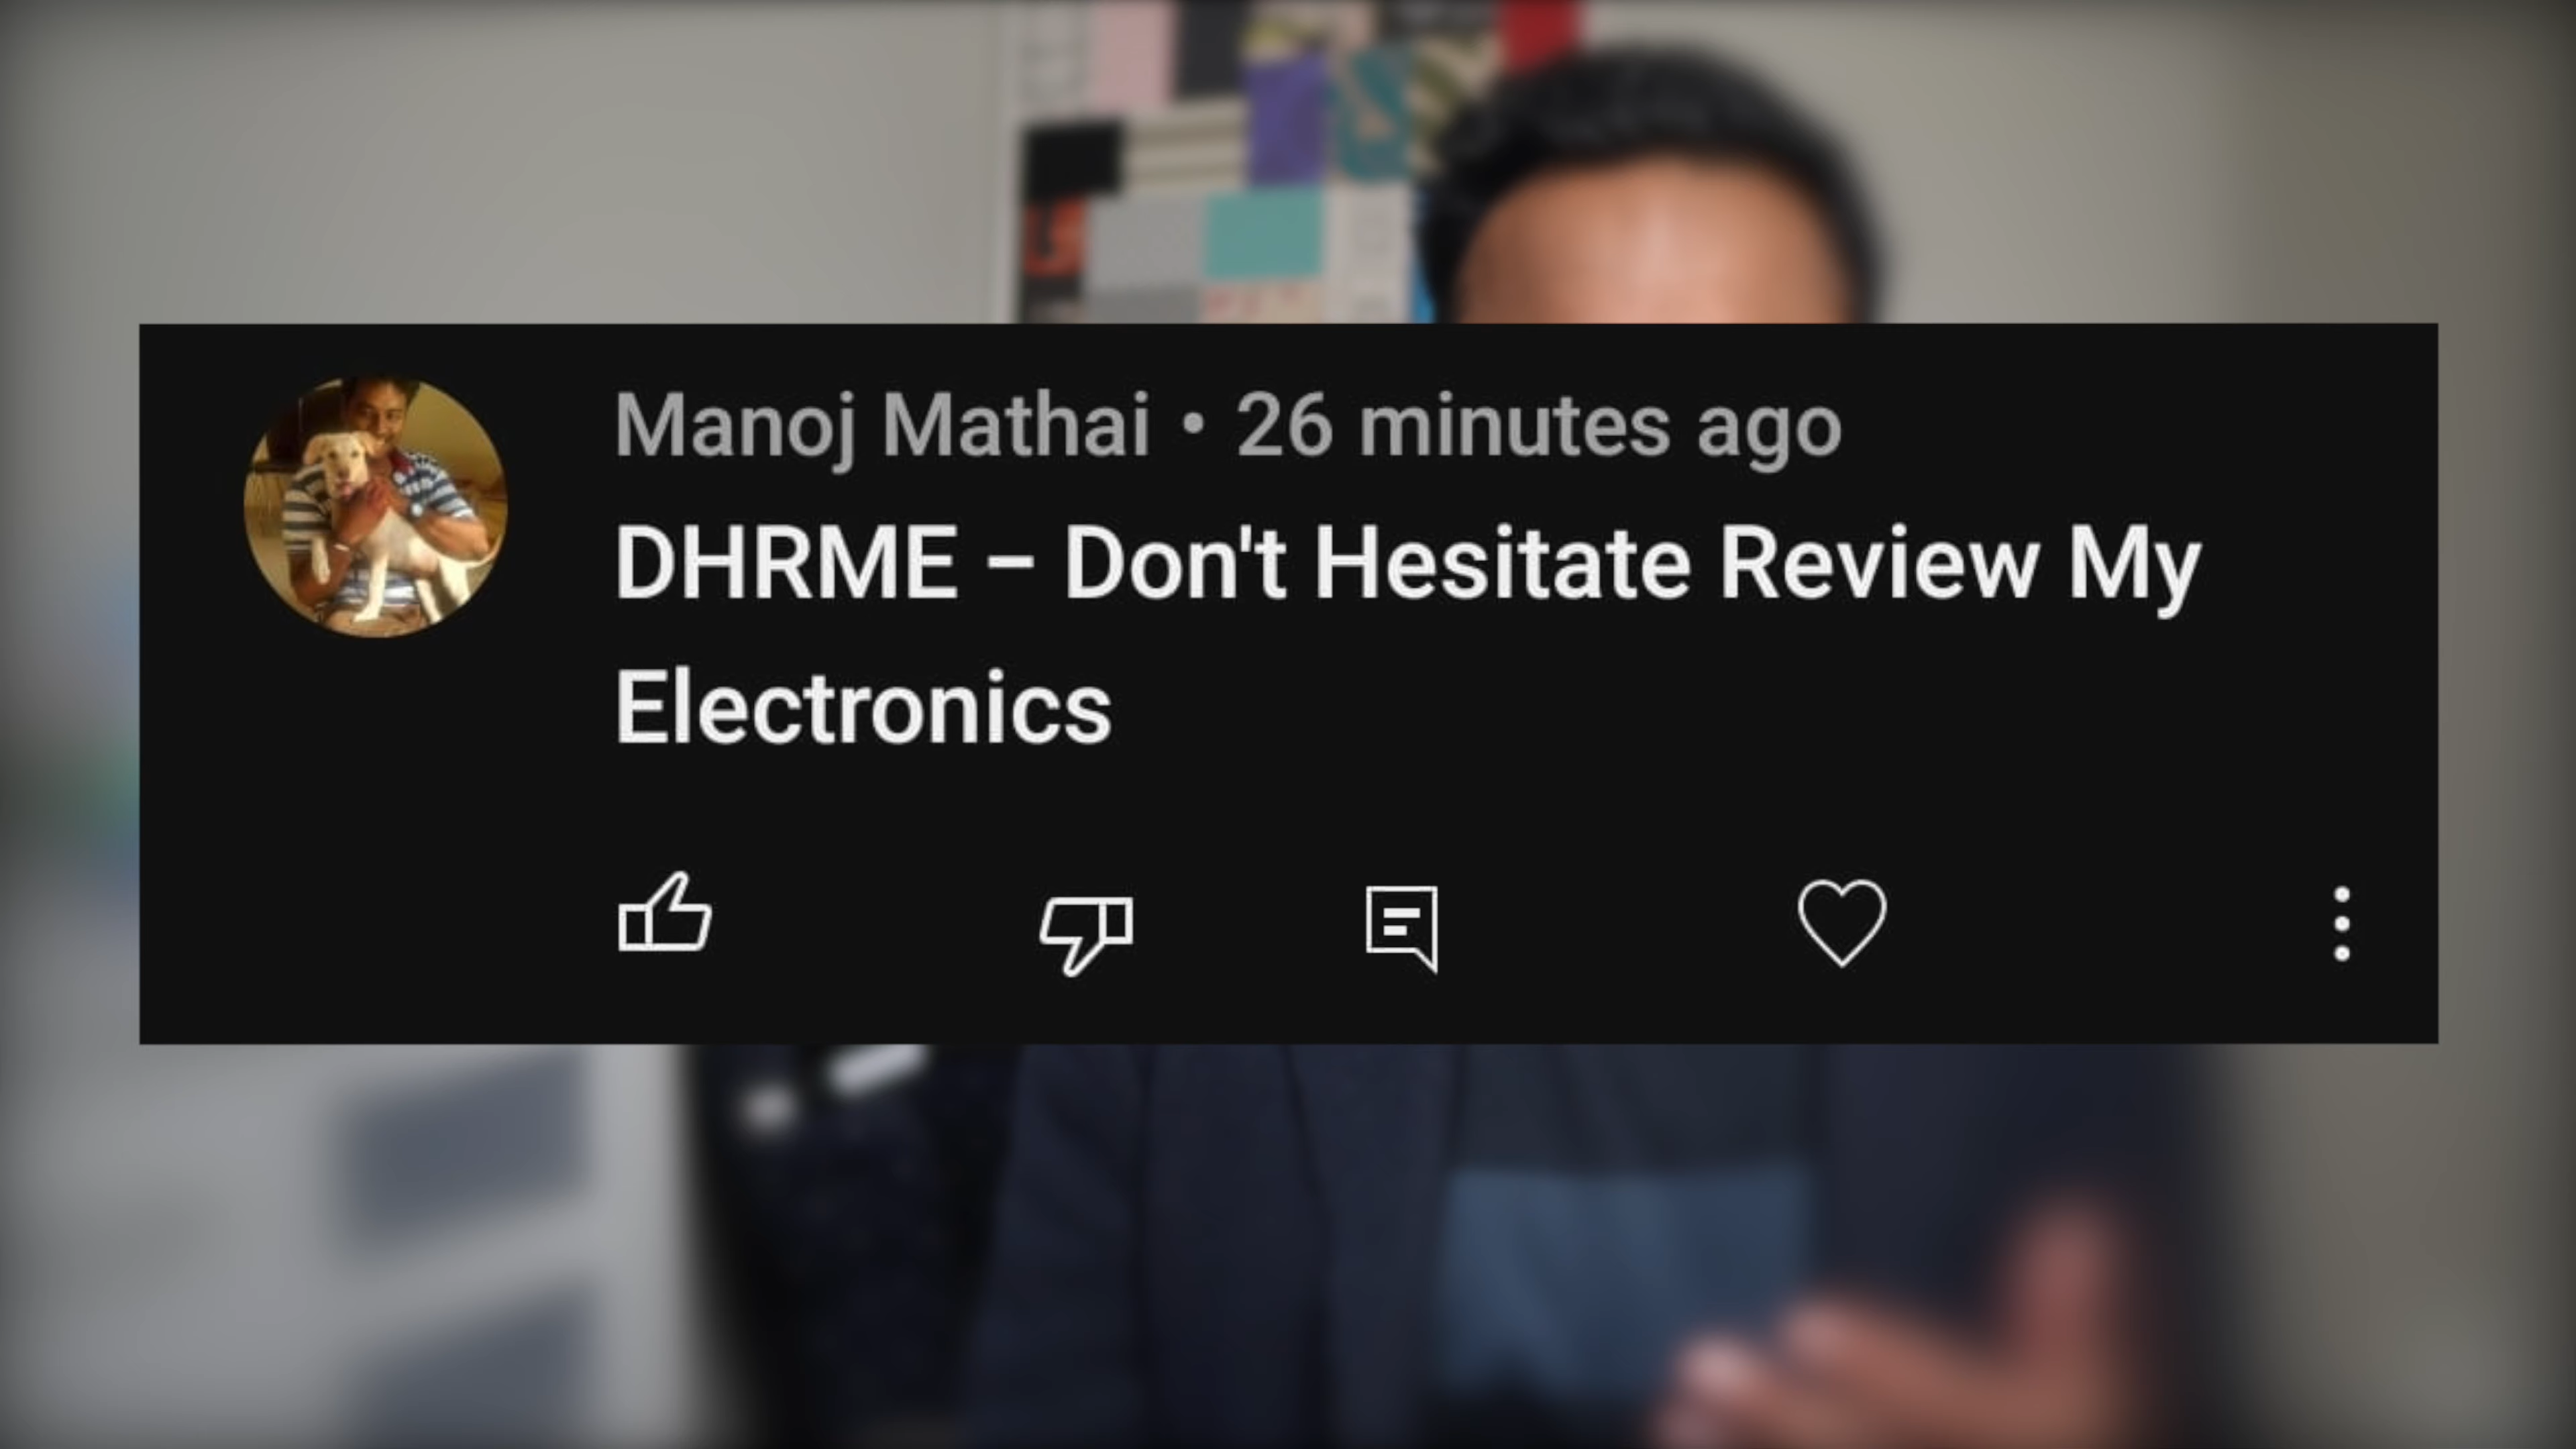 Manoj Mathai • 26 minutes ago
DHRME – Don't Hesitate Review My
Electronics